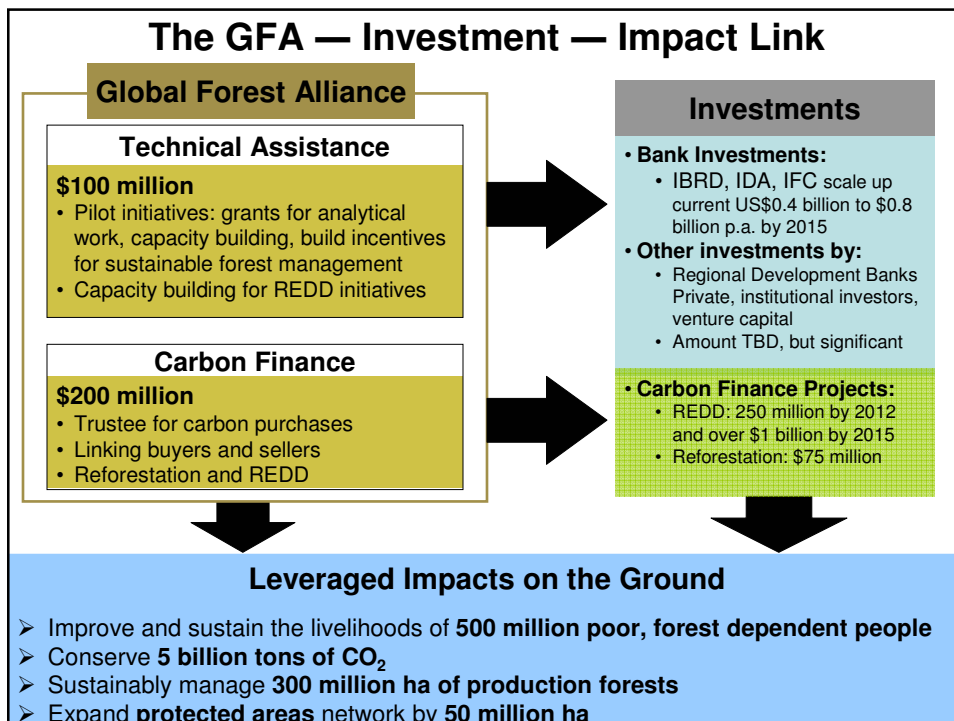 The GFA — Investment — Impact Link
Global Forest Alliance
Technical Assistance
$100 million
• Pilot initiatives: grants for analytical
work, capacity building, build incentives
for sustainable forest management
• Capacity building for REDD initiatives
Carbon Finance
$200 million
• Trustee for carbon purchases
• Linking buyers and sellers
• Reforestation and REDD
Investments
• Bank Investments:
• IBRD, IDA, IFC scale up
current US$0.4 billion to $0.8
billion p.a. by 2015
• Other investments by:
• Regional Development Banks
Private, institutional investors,
venture capital
• Amount TBD, but significant
• Carbon Finance Projects:
• REDD: 250 million by 2012
and over $1 billion by 2015
• Reforestation: $75 million
Leveraged Impacts on the Ground
➢ Improve and sustain the livelihoods of 500 million poor, forest dependent people
➢ Conserve 5 billion tons of CO₂
➢ Sustainably manage 300 million ha of production forests
➢ Expand protected areas network by 50 million ha